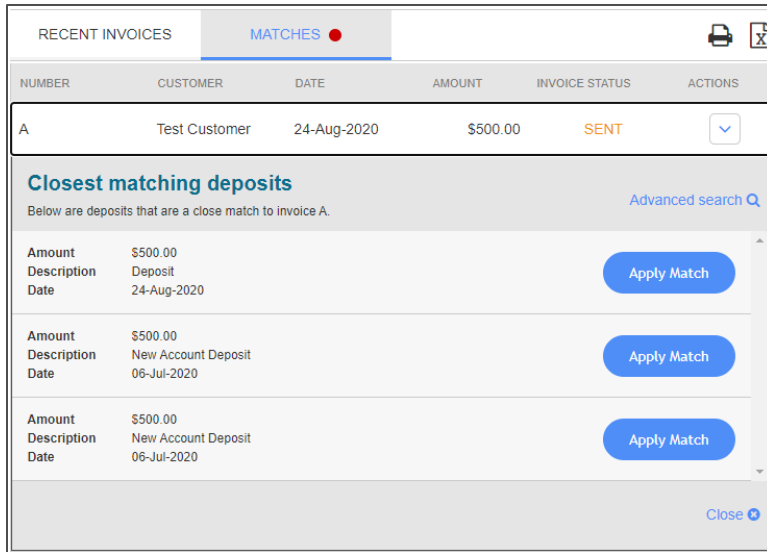 RECENT INVOICES MATCHES
NUMBER CUSTOMER DATE AMOUNT INVOICE STATUS ACTIONS
A Test Customer 24-Aug-2020 $500.00 SENT
Closest matching deposits
Advanced search
Below are deposits that are a close match to invoice A.
Amount $500.00
Description Deposit
Date 24-Aug-2020
Apply Match
Amount $500.00
Description New Account Deposit
Date 06-Jul-2020
Apply Match
Amount $500.00
Description New Account Deposit
Date 06-Jul-2020
Apply Match
Close